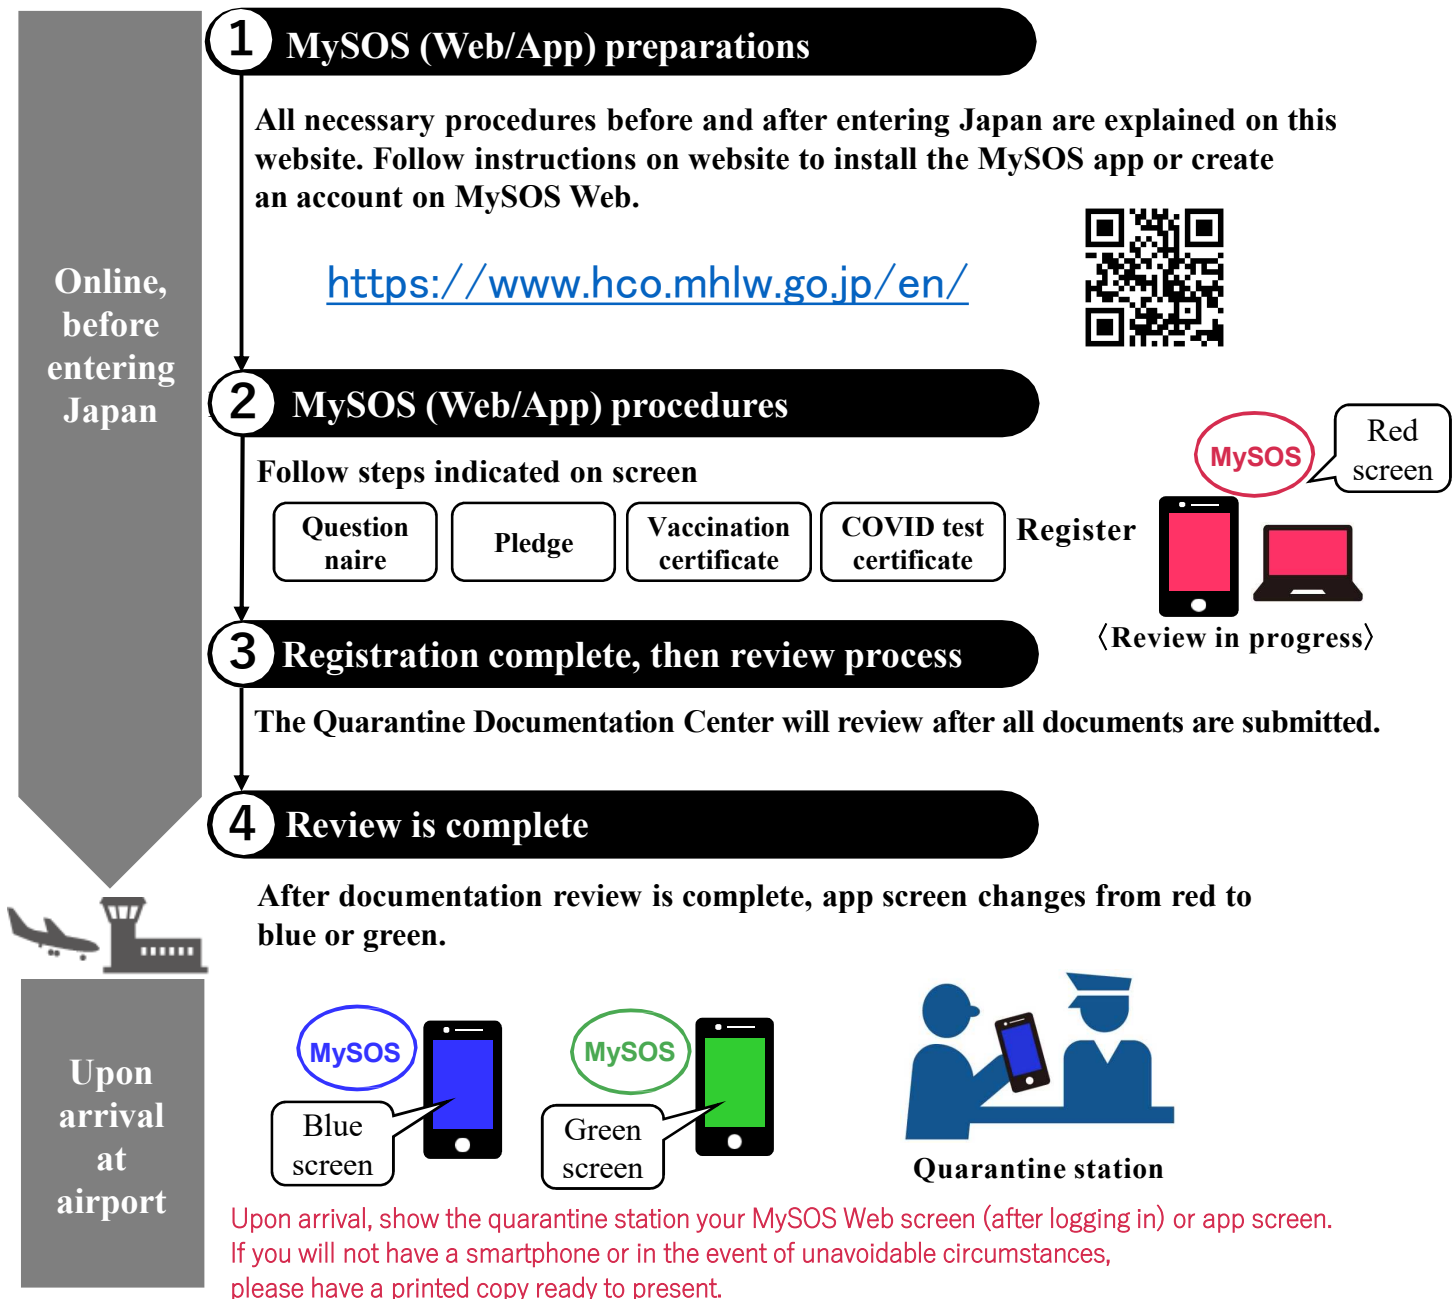 1 MySOS (Web/App) preparations
All necessary procedures before and after entering Japan are explained on this
website. Follow instructions on website to install the MySOS app or create
an account on MySOS Web.
https://www.hco.mhlw.go.jp/en/
Online,
before
entering
Japan
2 MySOS (Web/App) procedures
Follow steps indicated on screen
Question
naire
Pledge
Vaccination
certificate
COVID test
certificate
Register
MySOS
Red
screen
〈Review in progress〉
3 Registration complete, then review process
The Quarantine Documentation Center will review after all documents are submitted.
4 Review is complete
After documentation review is complete, app screen changes from red to
blue or green.
Upon
arrival
at
airport
MySOS
Blue
screen
MySOS
Green
screen
Quarantine station
Upon arrival, show the quarantine station your MySOS Web screen (after logging in) or app screen.
If you will not have a smartphone or in the event of unavoidable circumstances,
please have a printed copy ready to present.